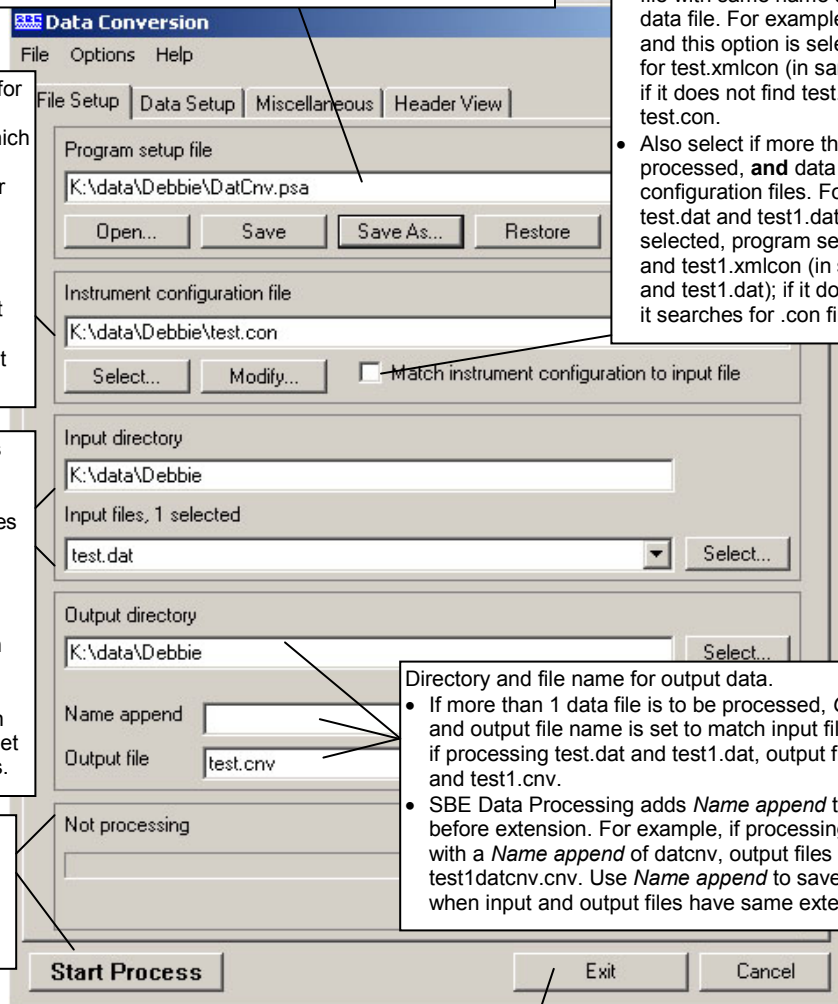 SBE Data Conversion
File Options Help
File Setup Data Setup Miscellaneous Header View
Program setup file
K:\data\Debbie\DatCnv.psa
Open... Save Save As... Restore
Instrument configuration file
K:\data\Debbie\test.con
Select... Modify... Match instrument configuration to input file
Input directory
K:\data\Debbie
Input files, 1 selected
test.dat Select...
Output directory
K:\data\Debbie Select...
Name append
Output file test.cnv
Not processing
Start Process Exit Cancel
for
r
t
t
s
data file. For example
and this option is sele
if it does not find test
test.con.
• Also select if more th
processed, and data
configuration files. Fo
test.dat and test1.dat
selected, program se
and test1.xmlcon (in s
and test1.dat); if it do
it searches for .con fi
Directory and file name for output data.
• If more than 1 data file is to be processed,
and output file name is set to match input fil
if processing test.dat and test1.dat, output f
and test1.cnv.
• SBE Data Processing adds Name append t
before extension. For example, if processing
with a Name append of datcnv, output files
test1datcnv.cnv. Use Name append to save
when input and output files have same exte